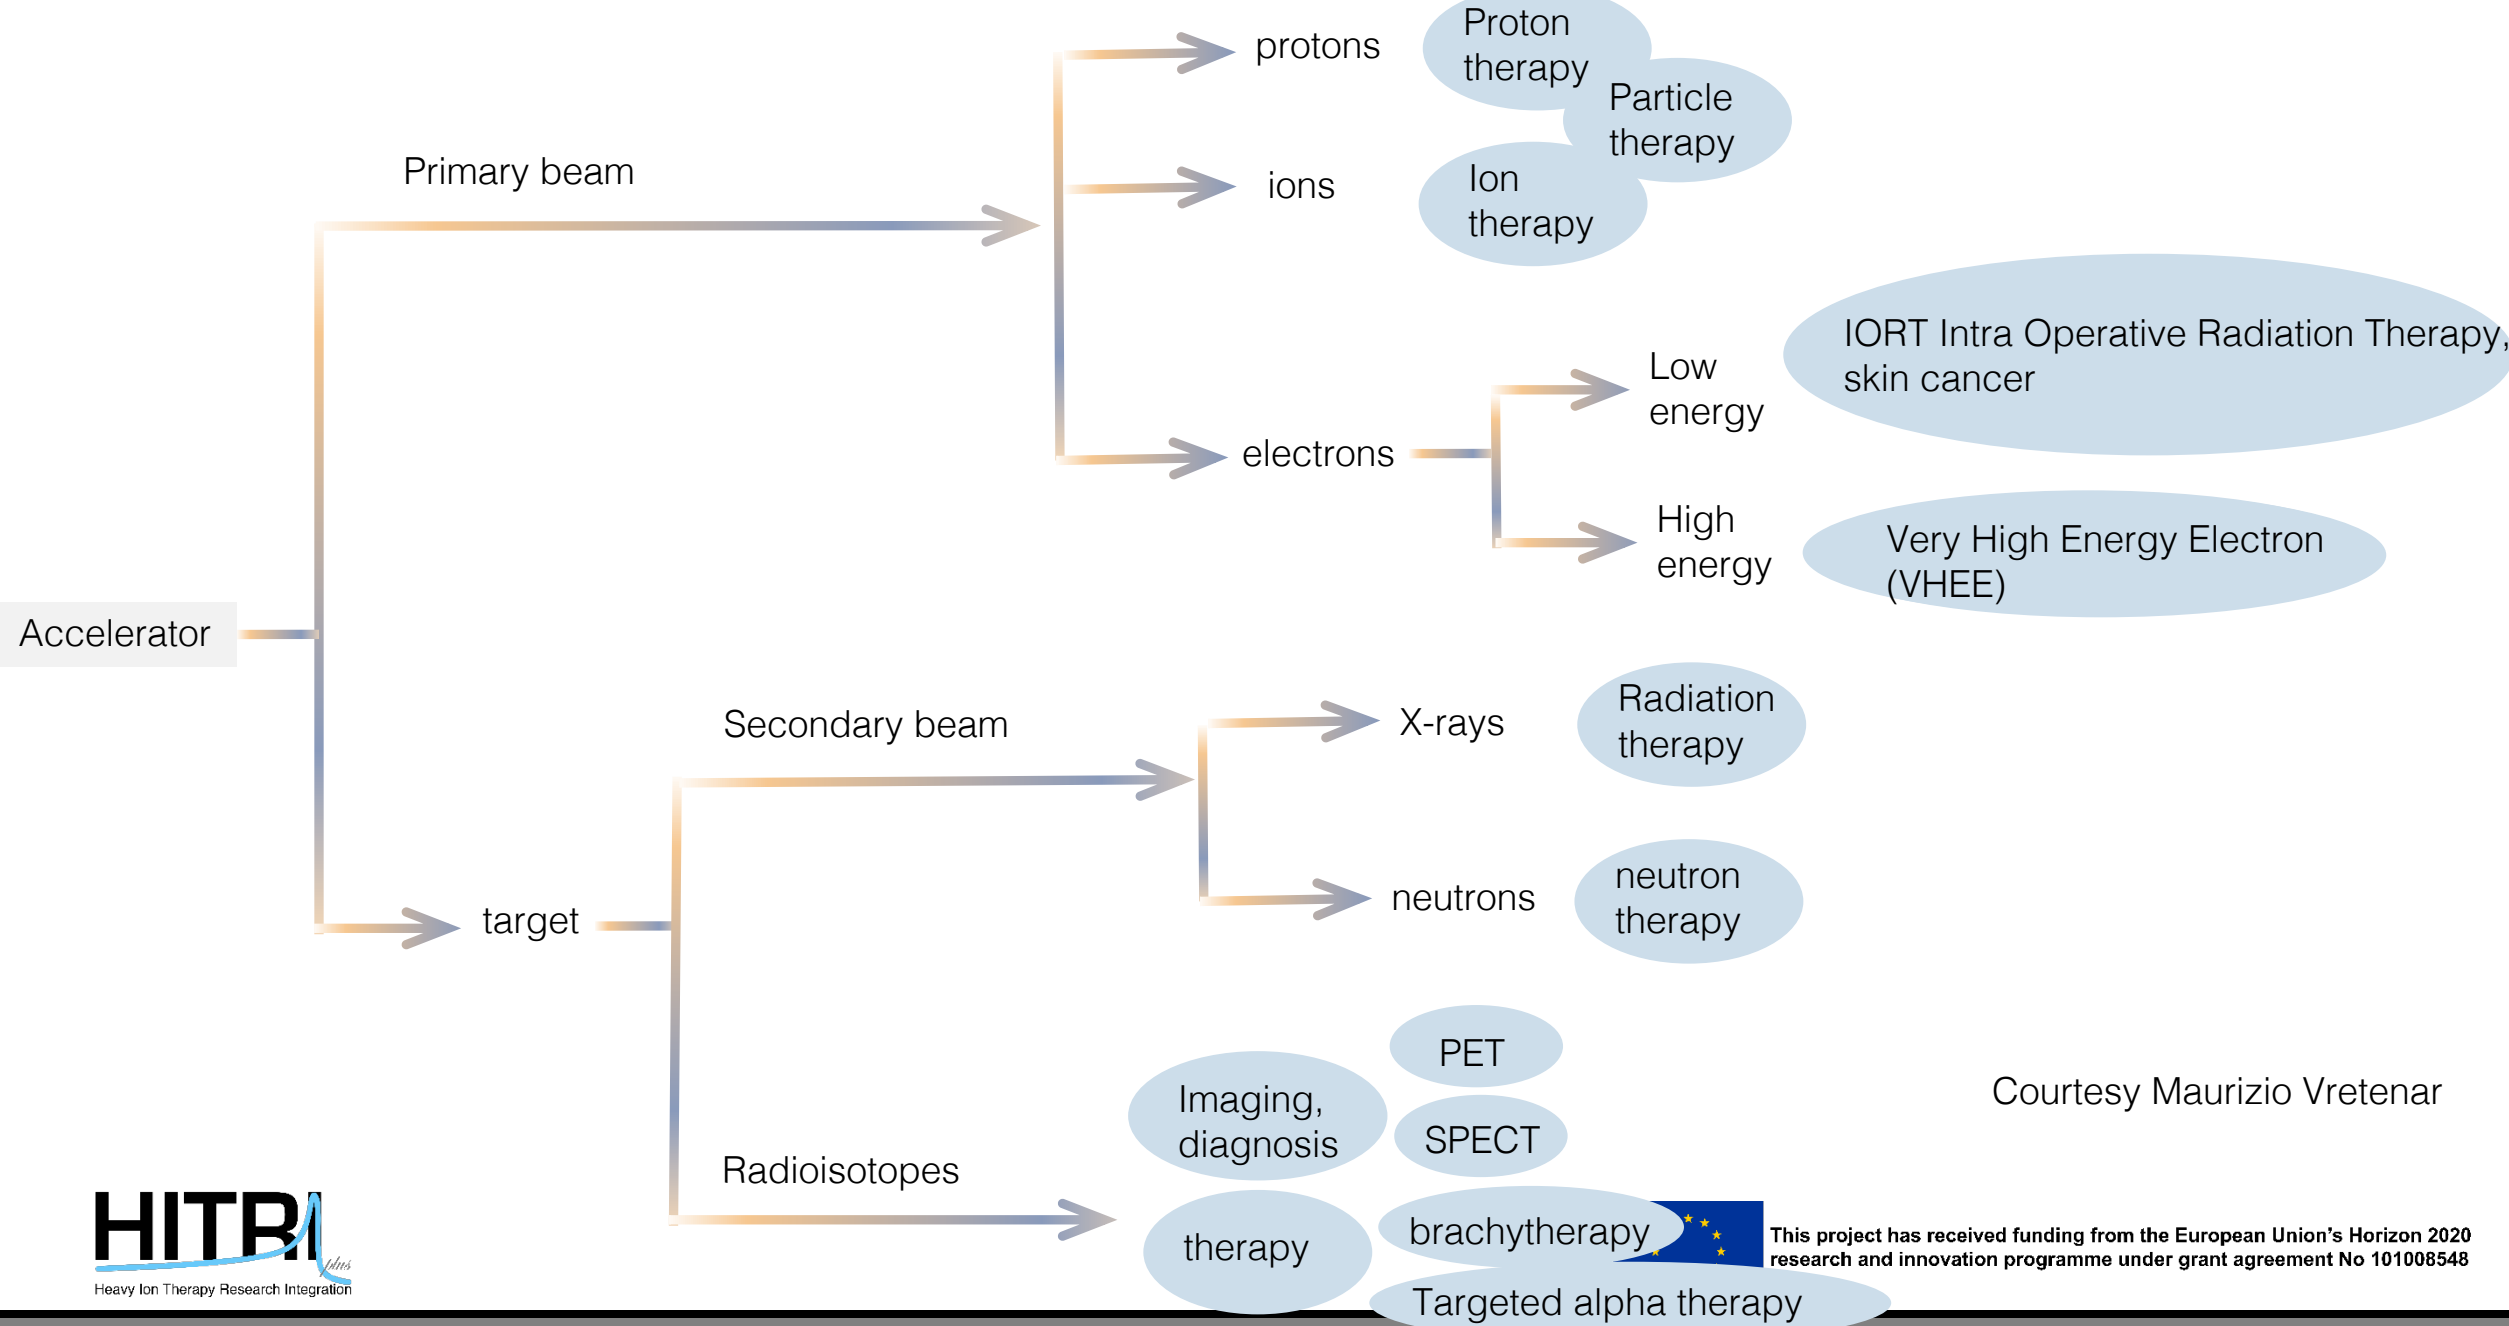 protons
Proton
therapy
Particle
therapy
Primary beam
ions
Ion
therapy
IORT Intra Operative Radiation Therapy,
skin cancer
Low
energy
electrons
High
energy
Very High Energy Electron
(VHEE)
Accelerator
Secondary beam
X-rays
Radiation
therapy
target
neutrons
neutron
therapy
PET
Imaging,
diagnosis
SPECT
Courtesy Maurizio Vretenar
Radioisotopes
therapy
brachytherapy
Targeted alpha therapy
HITRI
plus
Heavy Ion Therapy Research Integration
This project has received funding from the European Union's Horizon 2020
research and innovation programme under grant agreement No 101008548